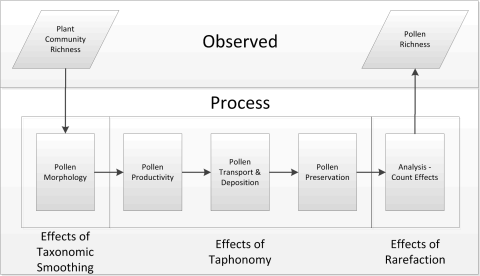 Plant
Community
Richness
Observed
Pollen
Richness
Process
Pollen
Morphology
Pollen
Productivity
Pollen
Transport &
Deposition
Pollen
Preservation
Analysis -
Count Effects
Effects of
Taxonomic
Smoothing
Effects of
Taphonomy
Effects of
Rarefaction